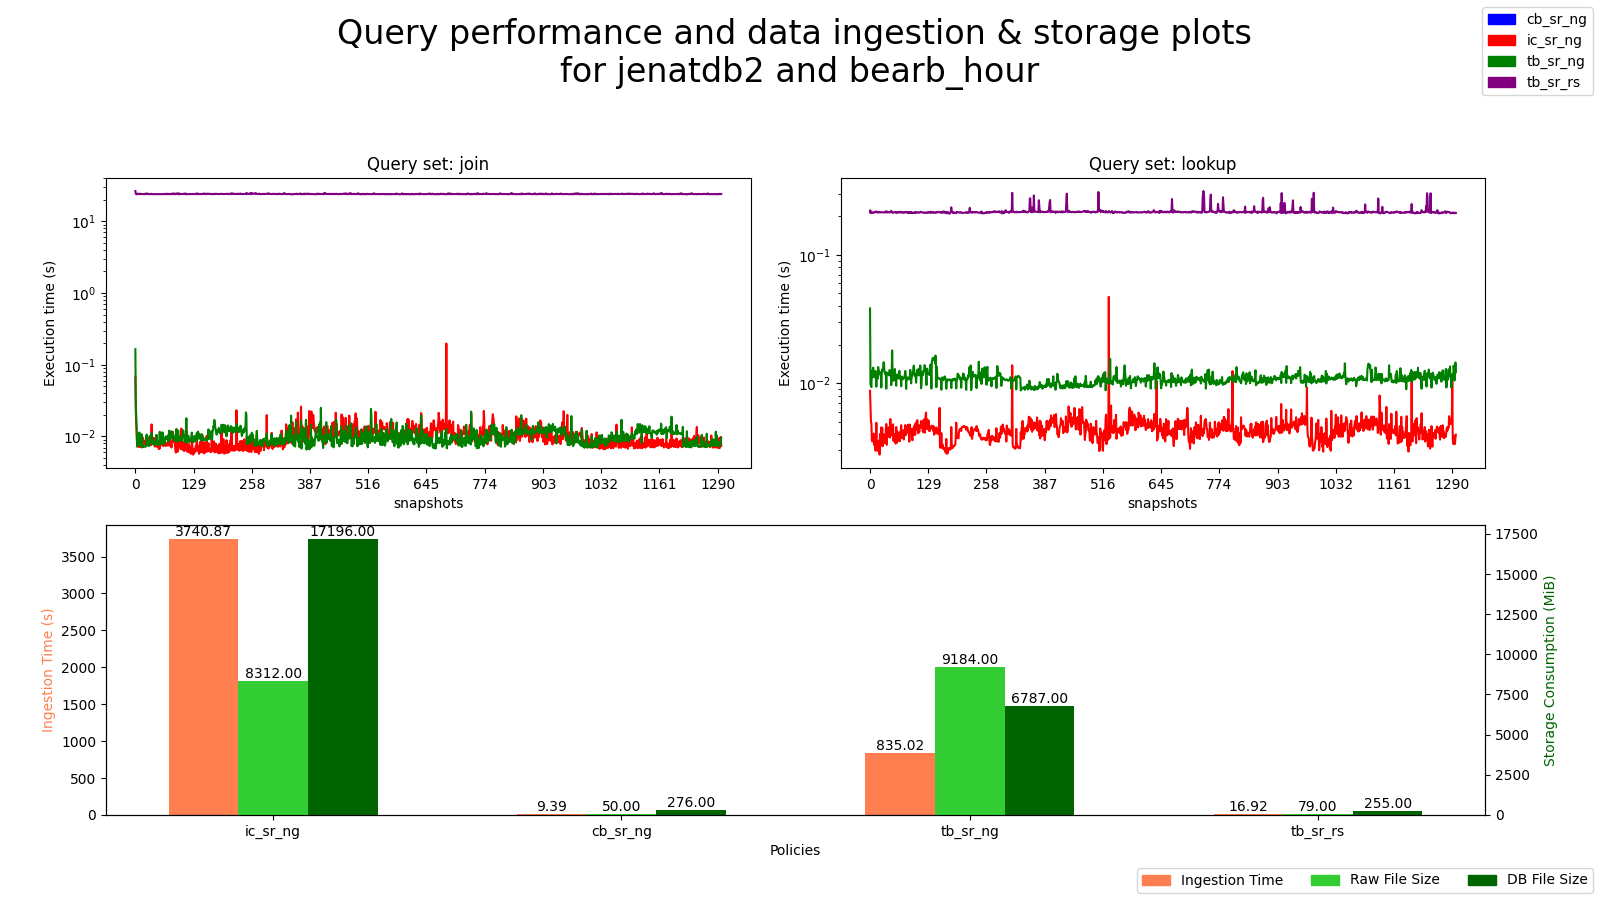 Query performance and data ingestion & storage plots
for jenatdb2 and bearb_hour
cb_sr_ng
ic_sr_ng
tb_sr_ng
tb_sr_rs
Query set: join
Execution time (s)
10¹
10⁰
10⁻¹
10⁻²
0 129 258 387 516 645 774 903 1032 1161 1290
snapshots
Query set: lookup
Execution time (s)
10⁻¹
10⁻²
0 129 258 387 516 645 774 903 1032 1161 1290
snapshots
Ingestion Time (s)
3500
3000
2500
2000
1500
1000
500
0
3740.87 8312.00 17196.00
9.39 50.00 276.00
835.02 9184.00 6787.00
16.92 79.00 255.00
17500
15000
12500
10000
7500
5000
2500
0
Storage Consumption (MiB)
ic_sr_ng cb_sr_ng tb_sr_ng tb_sr_rs
Policies
Ingestion Time Raw File Size DB File Size